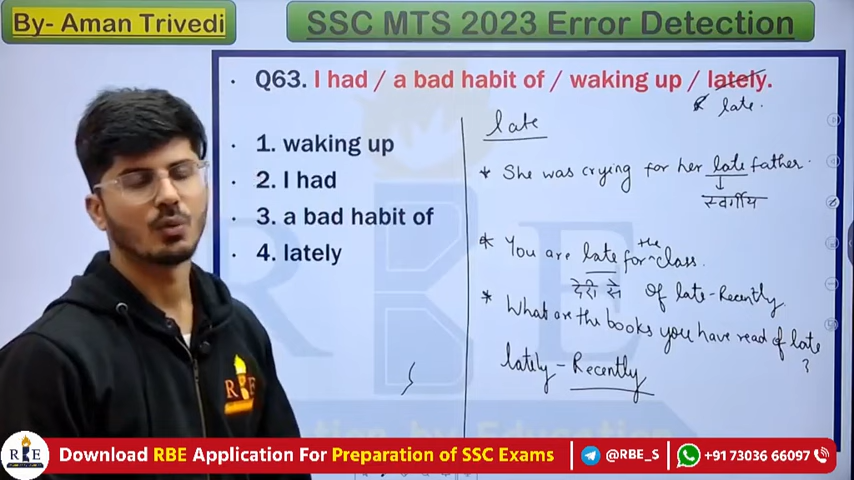 By- Aman Trivedi
SSC MTS 2023 Error Detection
Q63. I had / a bad habit of / waking up / lately.
late.
1. waking up
2. I had
3. a bad habit of
4. lately
late
* She was crying for her late father.
स्वर्गीय
* You are late for the class.
देरी से
of late-Recently
* What are the books you have read of late ?
lately - Recently
RBE
RBE
Download RBE Application For Preparation of SSC Exams
@RBE_S
+91 73036 66097